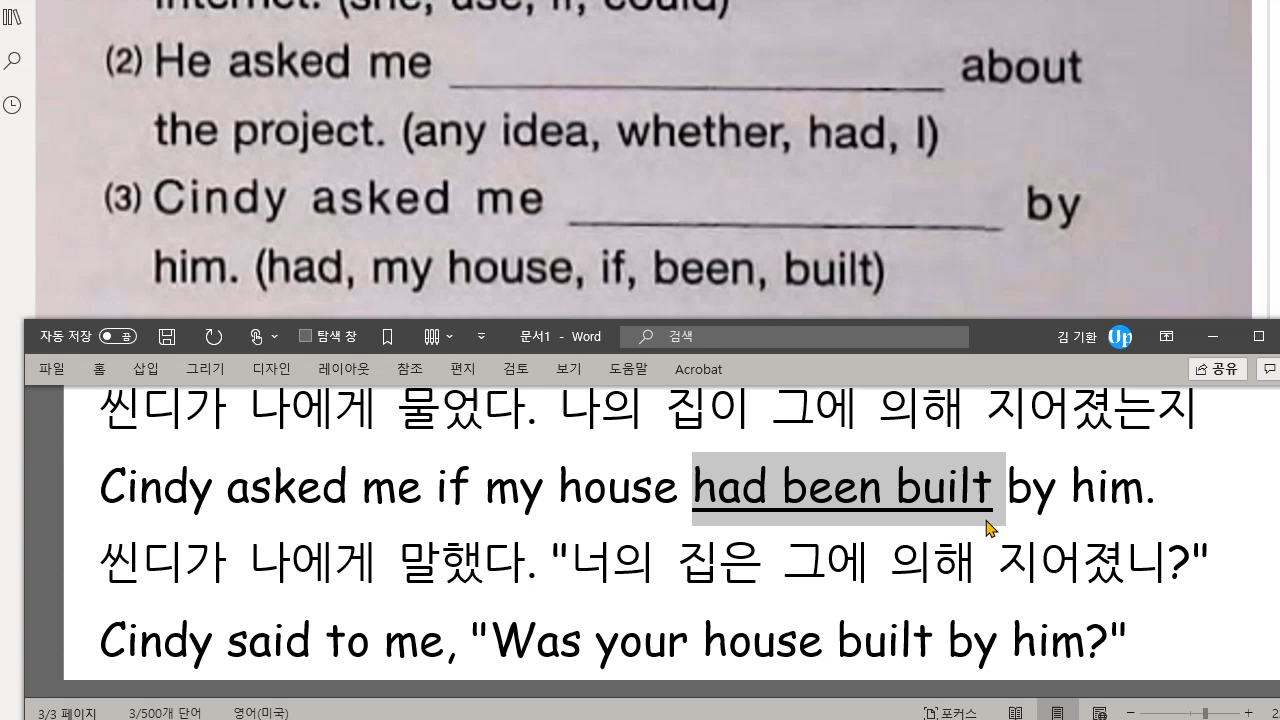 internet. (she, use, if, could)
(2) He asked me ____ about
the project. (any idea, whether, had, I)
(3) Cindy asked me ____ by
him. (had, my house, if, been, built)
자동 저장 끔 탐색 창 문서1 - Word 검색 김 기환 Up
파일 홈 삽입 그리기 디자인 레이아웃 참조 편지 검토 보기 도움말 Acrobat 공유
씬디가 나에게 물었다. 나의 집이 그에 의해 지어졌는지
Cindy asked me if my house had been built by him.
씬디가 나에게 말했다. "너의 집은 그에 의해 지어졌니?"
Cindy said to me, "Was your house built by him?"
3/3 페이지 3/500개 단어 영어(미국) 포커스